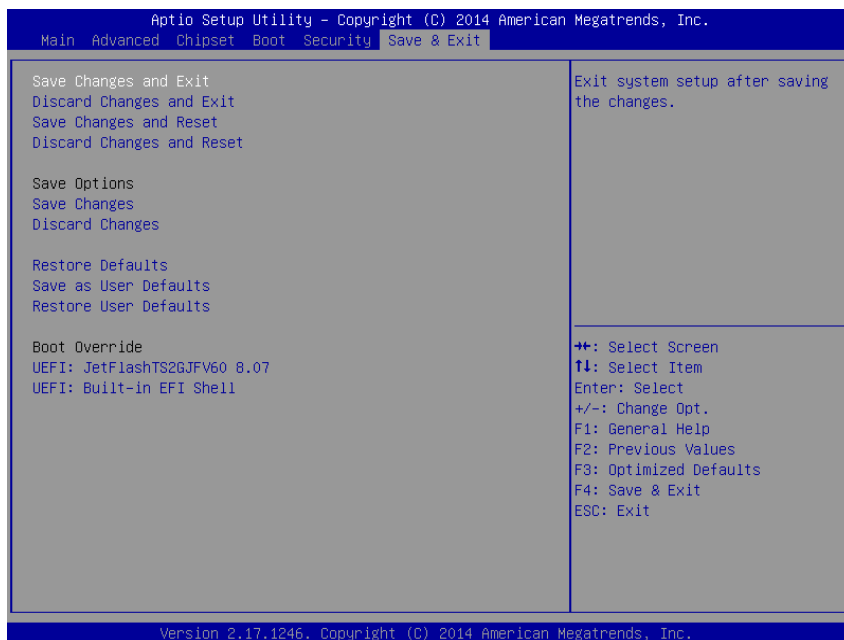 Aptio Setup Utility – Copyright (C) 2014 American Megatrends, Inc.
Main Advanced Chipset Boot Security Save & Exit
Save Changes and Exit
Discard Changes and Exit
Save Changes and Reset
Discard Changes and Reset
Save Options
Save Changes
Discard Changes
Restore Defaults
Save as User Defaults
Restore User Defaults
Boot Override
UEFI: JetFlashTS2GJFV60 8.07
UEFI: Built-in EFI Shell
Exit system setup after saving
the changes.
→←: Select Screen
↑↓: Select Item
Enter: Select
+/-: Change Opt.
F1: General Help
F2: Previous Values
F3: Optimized Defaults
F4: Save & Exit
ESC: Exit
Version 2.17.1246. Copyright (C) 2014 American Megatrends, Inc.